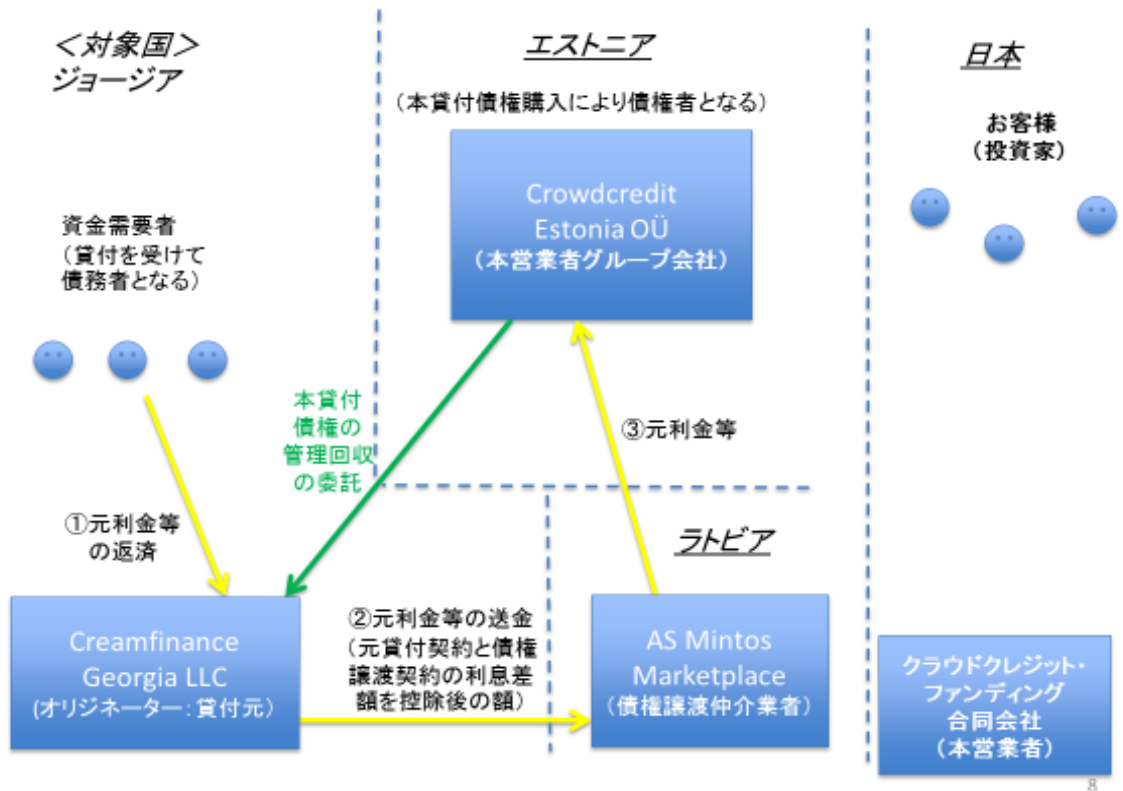 ＜対象国＞
ジョージア
エストニア
日本
（本貸付債権購入により債権者となる）
お客様
（投資家）
Crowdcredit
Estonia OÜ
（本営業者グループ会社）
資金需要者
（貸付を受けて
債務者となる）
本貸付
債権の
管理回収
の委託
③元利金等
①元利金等
の返済
ラトビア
Creamfinance
Georgia LLC
(オリジネーター：貸付元）
②元利金等の送金
（元貸付契約と債権
譲渡契約の利息差
額を控除後の額）
AS Mintos
Marketplace
（債権譲渡仲介業者）
クラウドクレジット・
ファンディング
合同会社
（本営業者）
8